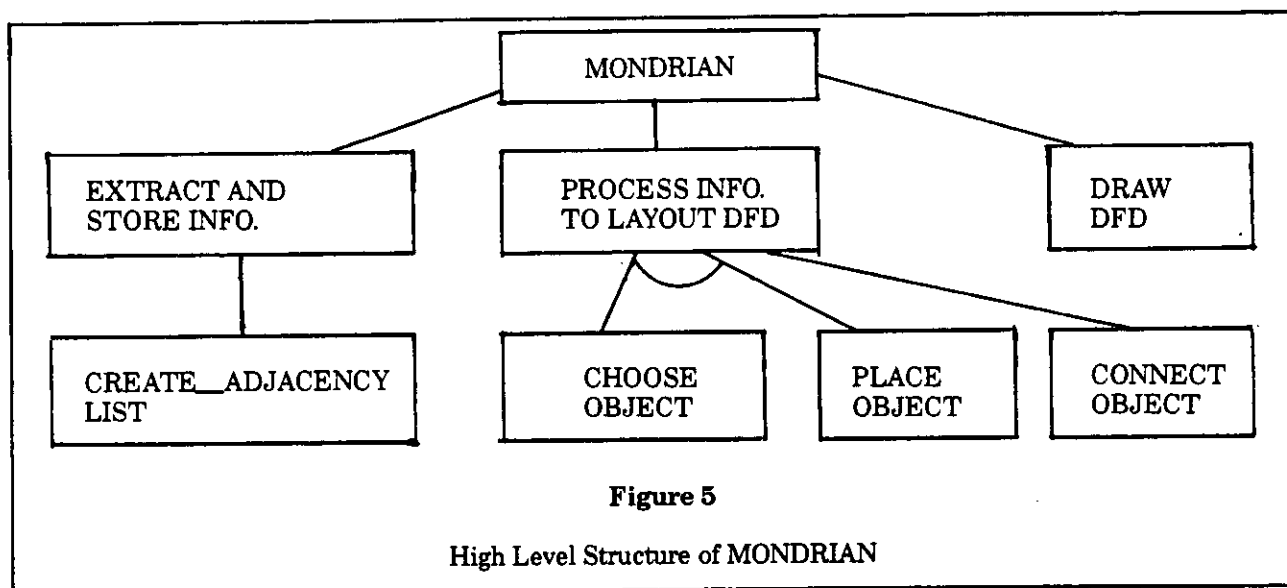 MONDRIAN
EXTRACT AND
STORE INFO.
PROCESS INFO.
TO LAYOUT DFD
DRAW
DFD
CREATE__ADJACENCY
LIST
CHOOSE
OBJECT
PLACE
OBJECT
CONNECT
OBJECT
Figure 5
High Level Structure of MONDRIAN